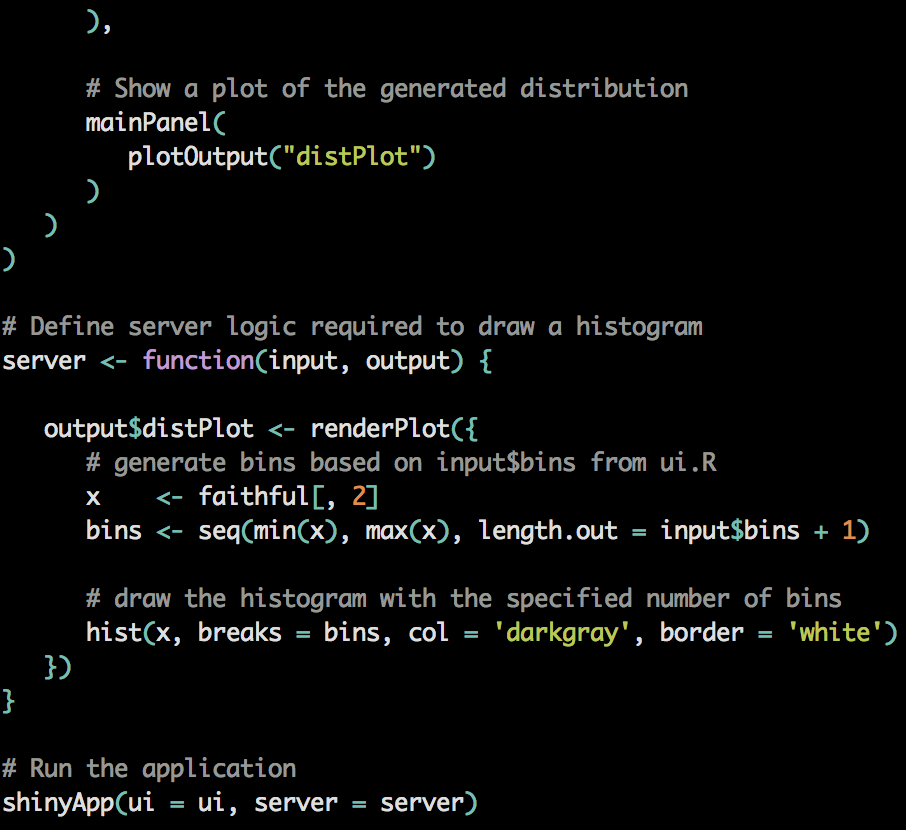 ),

      # Show a plot of the generated distribution
      mainPanel(
         plotOutput("distPlot")
      )
   )
)

# Define server logic required to draw a histogram
server <- function(input, output) {

   output$distPlot <- renderPlot({
      # generate bins based on input$bins from ui.R
      x    <- faithful[, 2]
      bins <- seq(min(x), max(x), length.out = input$bins + 1)

      # draw the histogram with the specified number of bins
      hist(x, breaks = bins, col = 'darkgray', border = 'white')
   })
}

# Run the application
shinyApp(ui = ui, server = server)